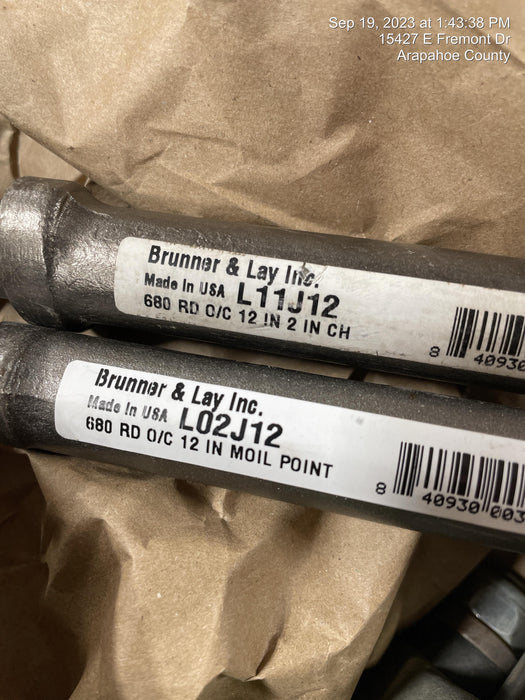 Sep 19, 2023 at 1:43:38 PM
15427 E Fremont Dr
Arapahoe County
Brunner & Lay Inc.
Made In USA L11J12
680 RD O/C 12 IN 2 IN CH
8 40930
Brunner & Lay Inc.
Made In USA L02J12
680 RD O/C 12 IN MOIL POINT
8 40930 003